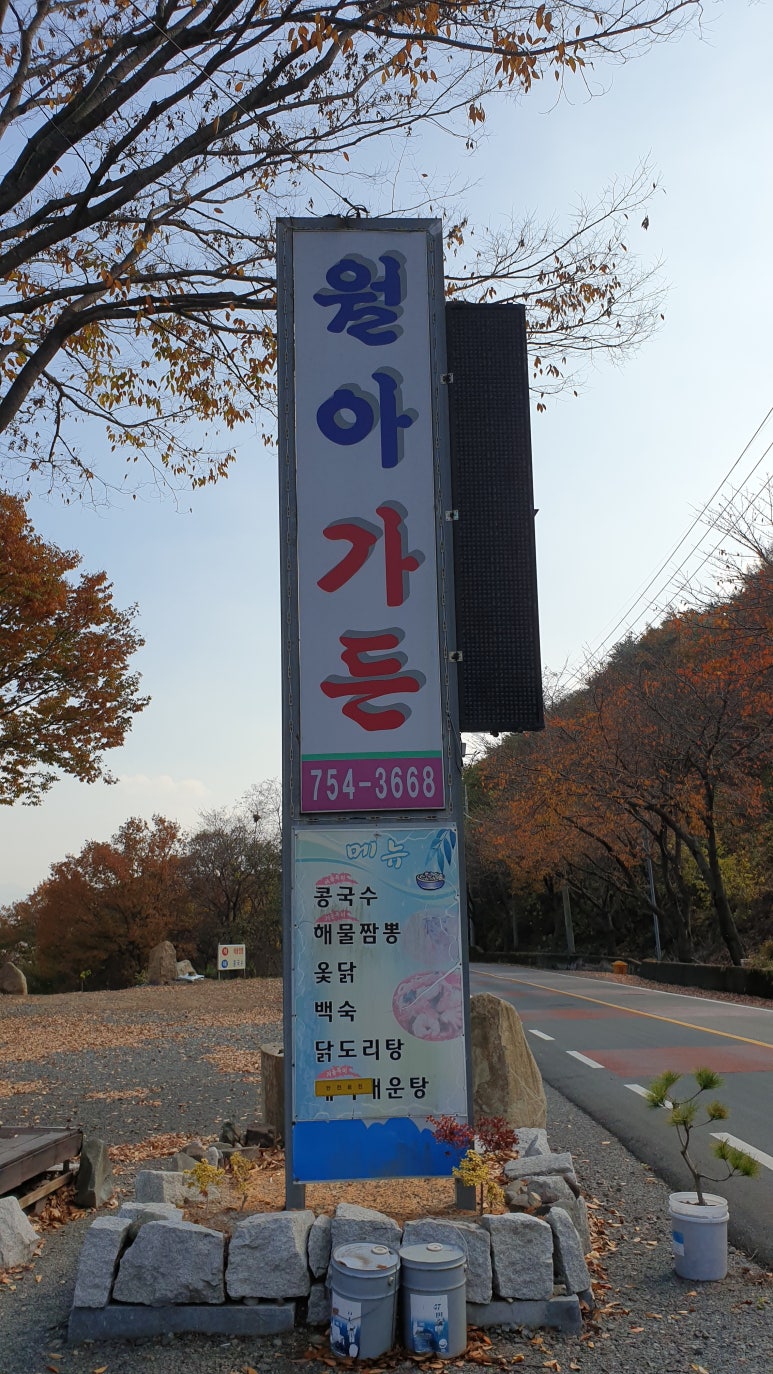 월아
가든
754-3668
메뉴
콩국수
해물짬뽕
옻닭
백숙
닭도리탕
매운탕